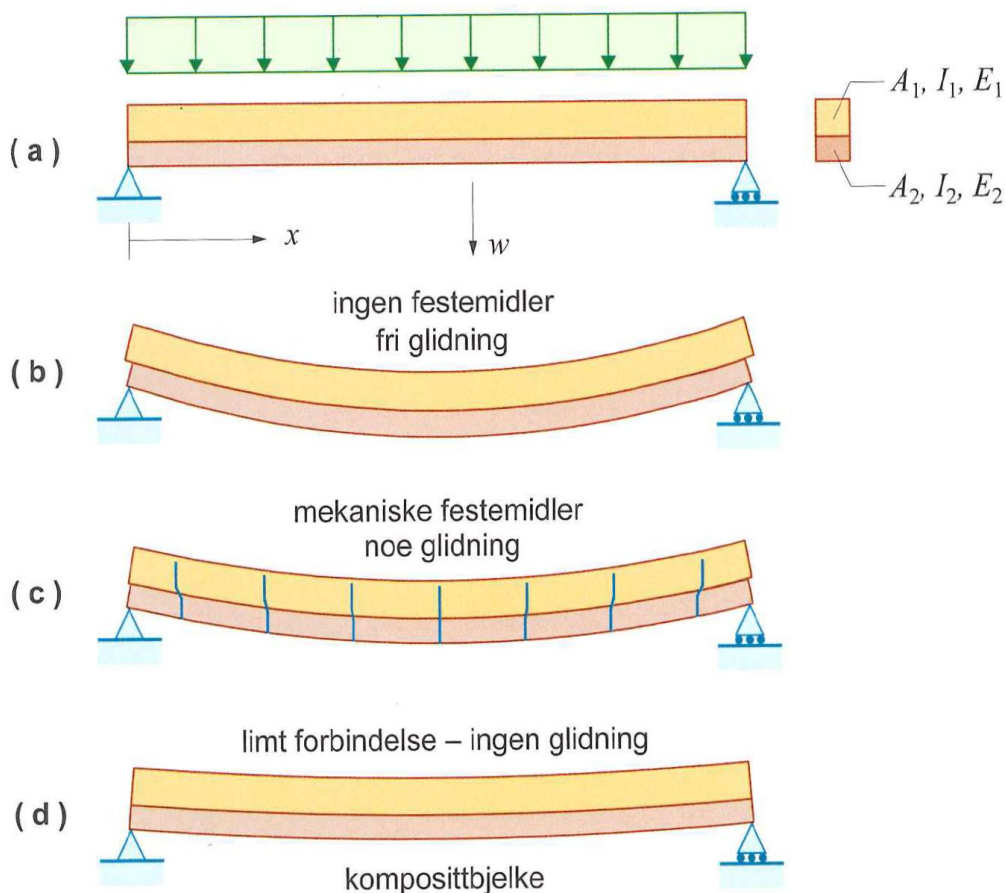 A₁, I₁, E₁
( a )
A₂, I₂, E₂
x
w
ingen festemidler
fri glidning
( b )
mekaniske festemidler
noe glidning
( c )
limt forbindelse – ingen glidning
( d )
komposittbjelke